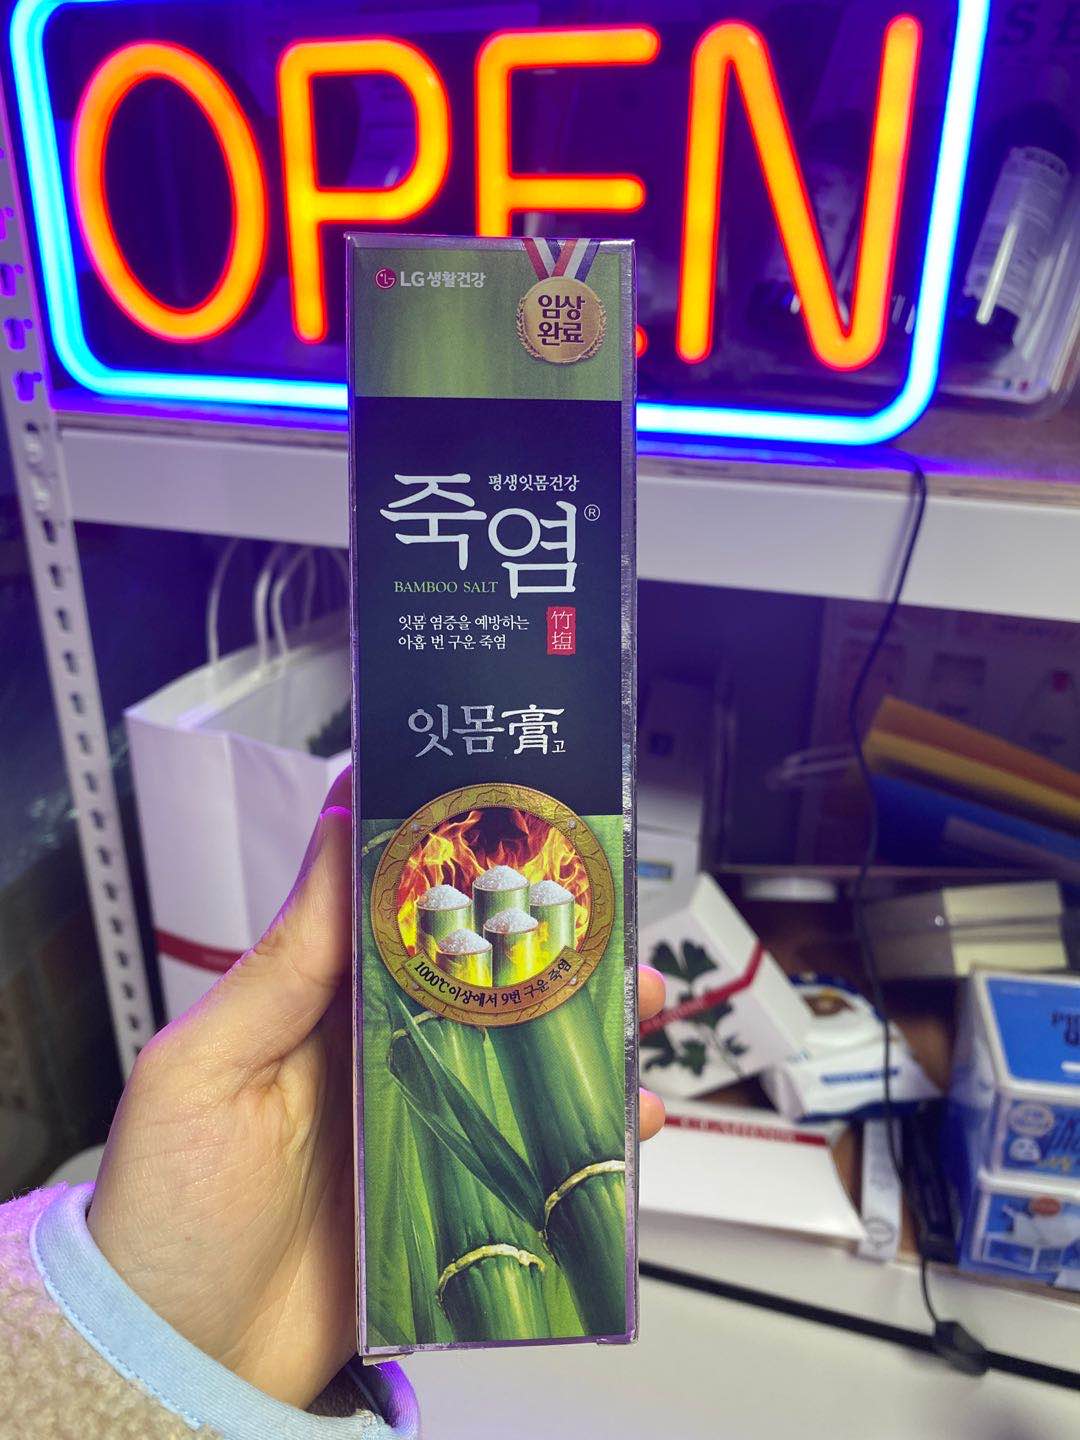 OPEN
LG생활건강
임상
완료
평생잇몸건강
죽염®
BAMBOO SALT
잇몸 염증을 예방하는
아홉 번 구운 죽염
竹
塩
잇몸膏고
1000℃이상에서 9번 구운 죽염